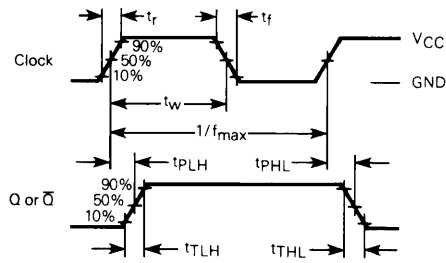 tr
tf
90%
VCC
Clock
50%
10%
GND
tw
1/fmax
tPLH
tPHL
90%
Q or Q̅
50%
10%
tTLH
tTHL